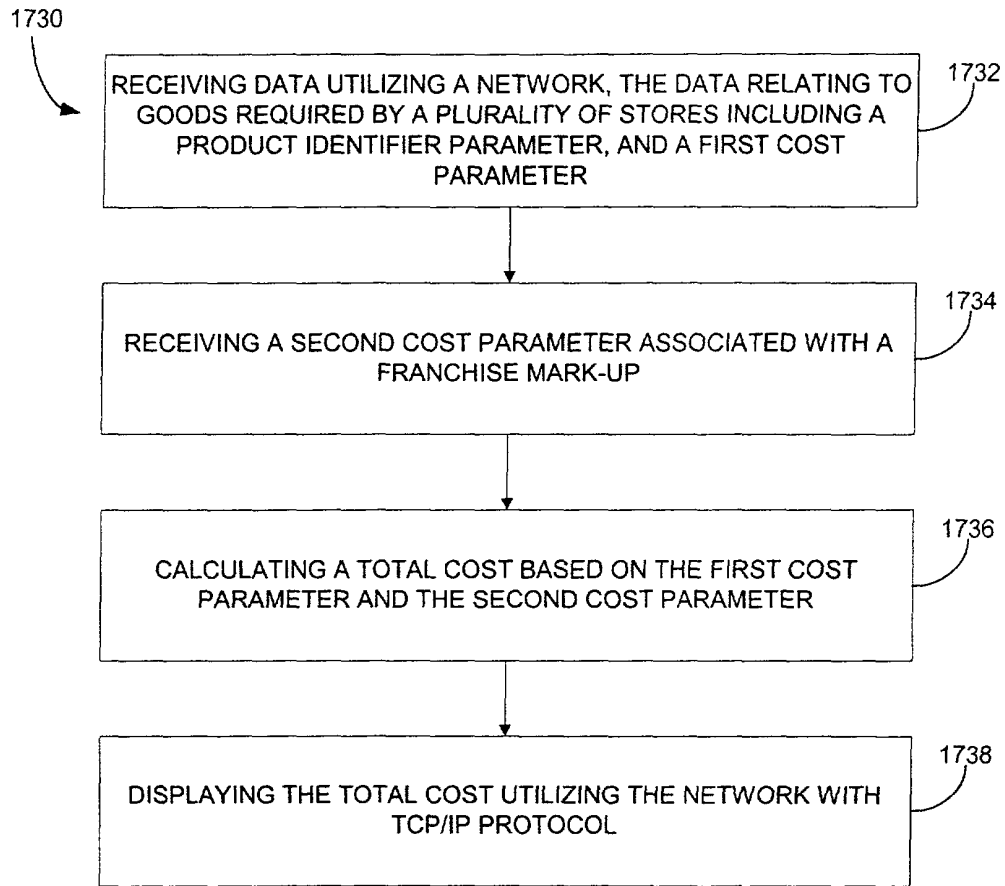 1730
RECEIVING DATA UTILIZING A NETWORK, THE DATA RELATING TO
GOODS REQUIRED BY A PLURALITY OF STORES INCLUDING A
PRODUCT IDENTIFIER PARAMETER, AND A FIRST COST
PARAMETER
1732
RECEIVING A SECOND COST PARAMETER ASSOCIATED WITH A
FRANCHISE MARK-UP
1734
CALCULATING A TOTAL COST BASED ON THE FIRST COST
PARAMETER AND THE SECOND COST PARAMETER
1736
DISPLAYING THE TOTAL COST UTILIZING THE NETWORK WITH
TCP/IP PROTOCOL
1738